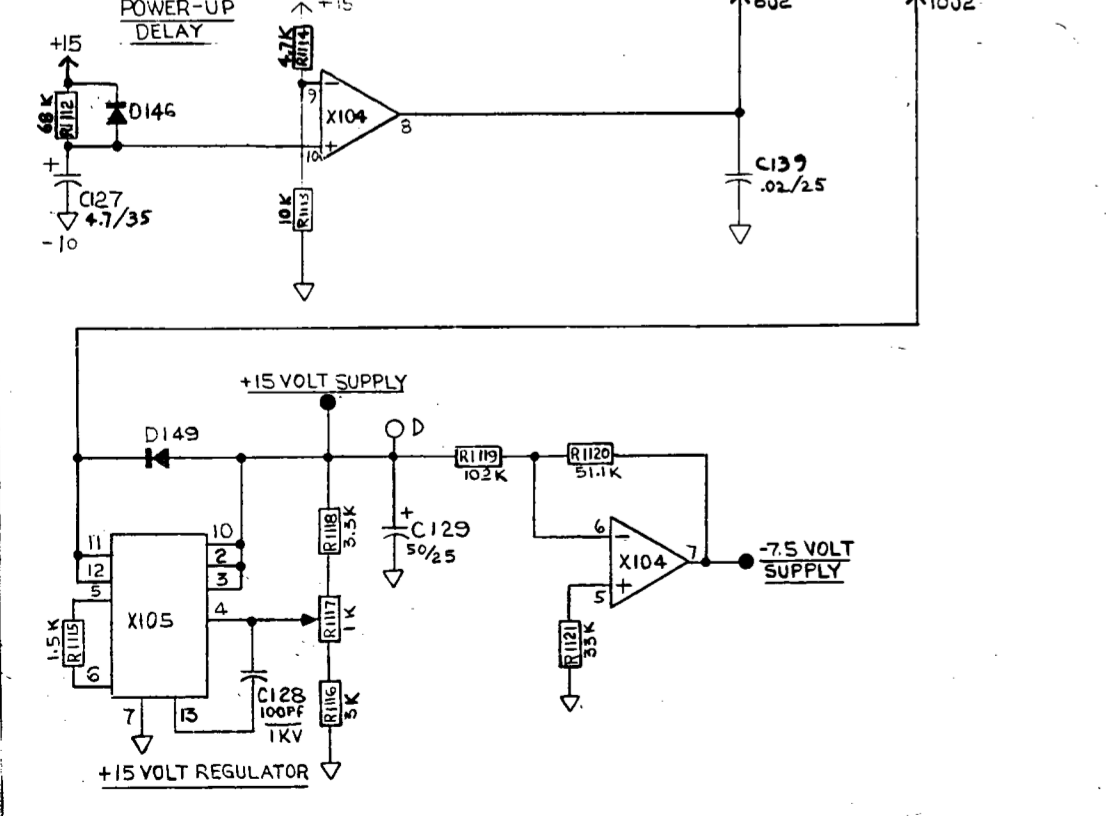 POWER-UP
DELAY
+15
+15
4.7K
R1114
68K
R1112
D146
9
X104
8
10
+
C127
4.7/35
-10
10K
R1113
C139
.02/25
+15 VOLT SUPPLY
D149
D
R1119
102K
R1120
51.1K
R1118
3.3K
+
C129
50/25
6
X104
7
-7.5 VOLT
SUPPLY
+
5
11
12
5
10
2
3
X105
4
1.5K
R1115
6
R1117
1K
R1121
33K
C128
100PF
1KV
R1116
3K
7
13
+15 VOLT REGULATOR